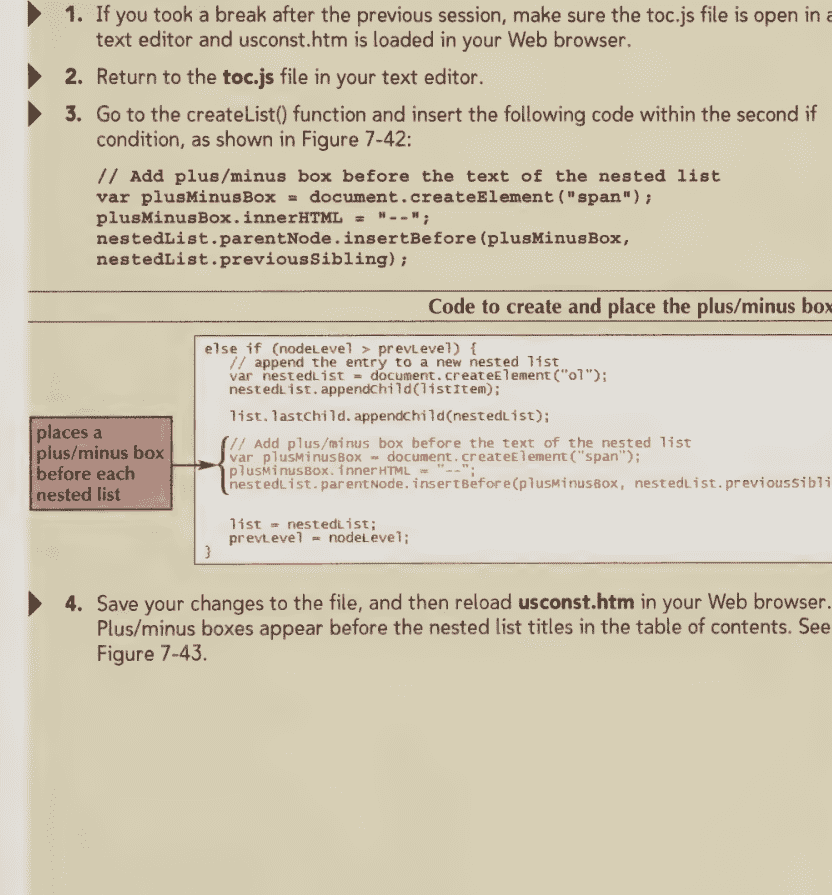 1. If you took a break after the previous session, make sure the toc.js file is open in a
text editor and usconst.htm is loaded in your Web browser.
2. Return to the toc.js file in your text editor.
3. Go to the createList() function and insert the following code within the second if
condition, as shown in Figure 7-42:
// Add plus/minus box before the text of the nested list
var plusMinusBox = document.createElement("span");
plusMinusBox.innerHTML = "--";
nestedList.parentNode.insertBefore(plusMinusBox,
nestedList.previousSibling);
Code to create and place the plus/minus box
else if (nodeLevel > prevLevel) {
// append the entry to a new nested list
var nestedList = document.createElement("ol");
nestedList.appendChild(listItem);
list.lastChild.appendChild(nestedList);
places a
plus/minus box
before each
nested list
// Add plus/minus box before the text of the nested list
var plusMinusBox = document.createElement("span");
plusMinusBox.innerHTML = "--";
nestedList.parentNode.insertBefore(plusMinusBox, nestedList.previousSibli
list = nestedList;
prevLevel = nodeLevel;
}
4. Save your changes to the file, and then reload usconst.htm in your Web browser.
Plus/minus boxes appear before the nested list titles in the table of contents. See
Figure 7-43.